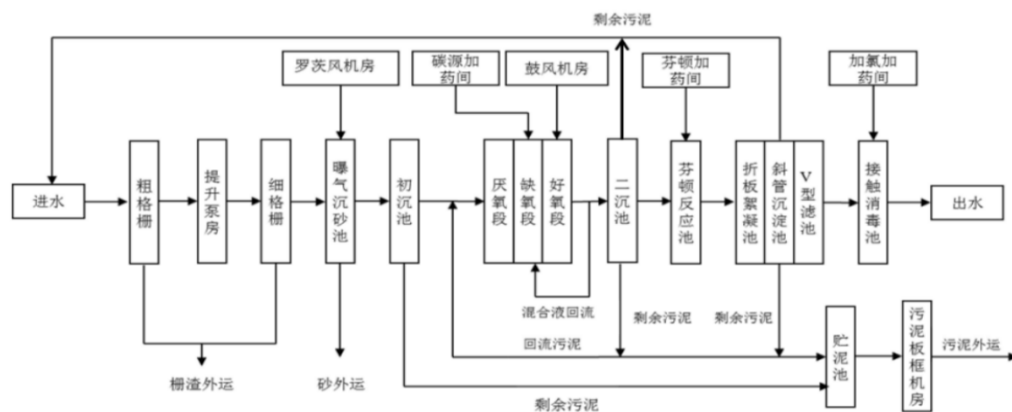 剩余污泥
罗茨风机房
碳源加
药间
鼓风机房
芬顿加
药间
加氯加
药间
进水
粗格栅
提升泵房
细格栅
曝气沉砂池
初沉池
厌氧段
缺氧段
好氧段
二沉池
芬顿反应池
折板絮凝池
斜管沉淀池
V型滤池
接触消毒池
出水
混合液回流
剩余污泥
剩余污泥
回流污泥
贮泥池
污泥板框机房
污泥外运
栅渣外运
砂外运
剩余污泥